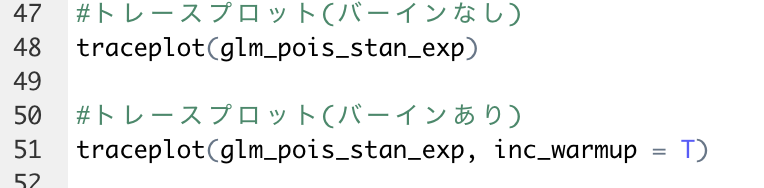 47 #トレースプロット(バーインなし)
48 traceplot(glm_pois_stan_exp)
49
50 #トレースプロット(バーインあり)
51 traceplot(glm_pois_stan_exp, inc_warmup = T)
52